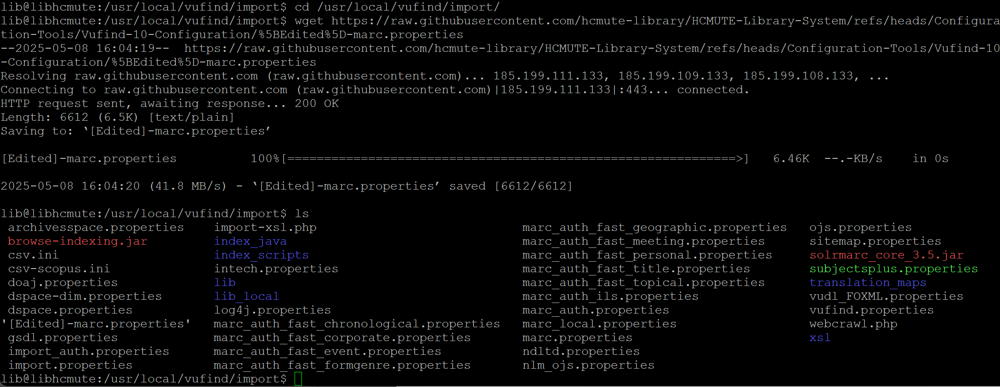 lib@libhcmute:/usr/local/vufind/import$ cd /usr/local/vufind/import/
lib@libhcmute:/usr/local/vufind/import$ wget https://raw.githubusercontent.com/hcmute-library/HCMUTE-Library-System/refs/heads/Configura
tion-Tools/Vufind-10-Configuration/%5BEdited%5D-marc.properties
--2025-05-08 16:04:19--  https://raw.githubusercontent.com/hcmute-library/HCMUTE-Library-System/refs/heads/Configuration-Tools/Vufind-10
-Configuration/%5BEdited%5D-marc.properties
Resolving raw.githubusercontent.com (raw.githubusercontent.com)... 185.199.111.133, 185.199.109.133, 185.199.108.133, ...
Connecting to raw.githubusercontent.com (raw.githubusercontent.com)|185.199.111.133|:443... connected.
HTTP request sent, awaiting response... 200 OK
Length: 6612 (6.5K) [text/plain]
Saving to: ‘[Edited]-marc.properties’
[Edited]-marc.properties          100%[=============================================================>]   6.46K  --.-KB/s    in 0s
2025-05-08 16:04:20 (41.8 MB/s) - ‘[Edited]-marc.properties’ saved [6612/6612]
lib@libhcmute:/usr/local/vufind/import$ ls
 archivesspace.properties    import-xsl.php                            marc_auth_fast_geographic.properties   ojs.properties
 browse-indexing.jar         index_java                                marc_auth_fast_meeting.properties      sitemap.properties
 csv.ini                     index_scripts                             marc_auth_fast_personal.properties     solrmarc_core_3.5.jar
 csv-scopus.ini              intech.properties                         marc_auth_fast_title.properties        subjectsplus.properties
 doaj.properties             lib                                       marc_auth_fast_topical.properties      translation_maps
 dspace-dim.properties       lib_local                                 marc_auth_ils.properties               vudl_FOXML.properties
 dspace.properties           log4j.properties                          marc_auth.properties                   vufind.properties
'[Edited]-marc.properties'   marc_auth_fast_chronological.properties   marc_local.properties                  webcrawl.php
 gsdl.properties             marc_auth_fast_corporate.properties       marc.properties                        xsl
 import_auth.properties      marc_auth_fast_event.properties           ndltd.properties
 import.properties           marc_auth_fast_formgenre.properties       nlm_ojs.properties
lib@libhcmute:/usr/local/vufind/import$